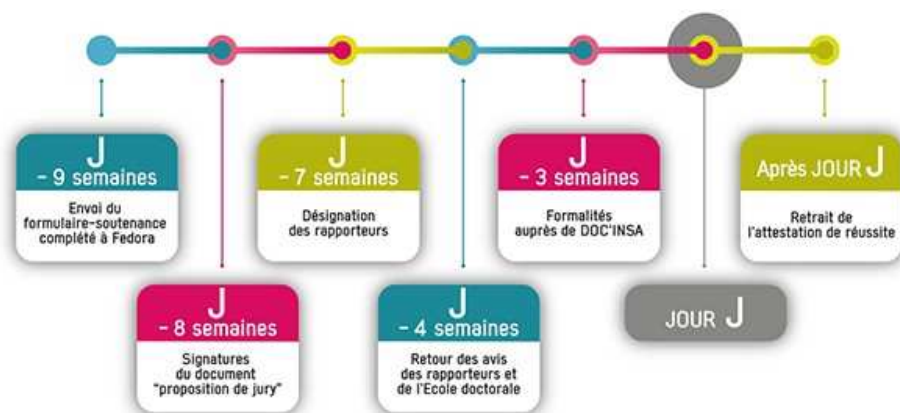 J
- 9 semaines
Envoi du
formulaire-soutenance
complété à Fedora
J
- 8 semaines
Signatures
du document
"proposition de jury"
J
- 7 semaines
Désignation
des rapporteurs
J
- 4 semaines
Retour des avis
des rapporteurs et
de l'Ecole doctorale
J
- 3 semaines
Formalités
auprès de DOC'INSA
JOUR J
Après JOUR J
Retrait de
l'attestation de réussite